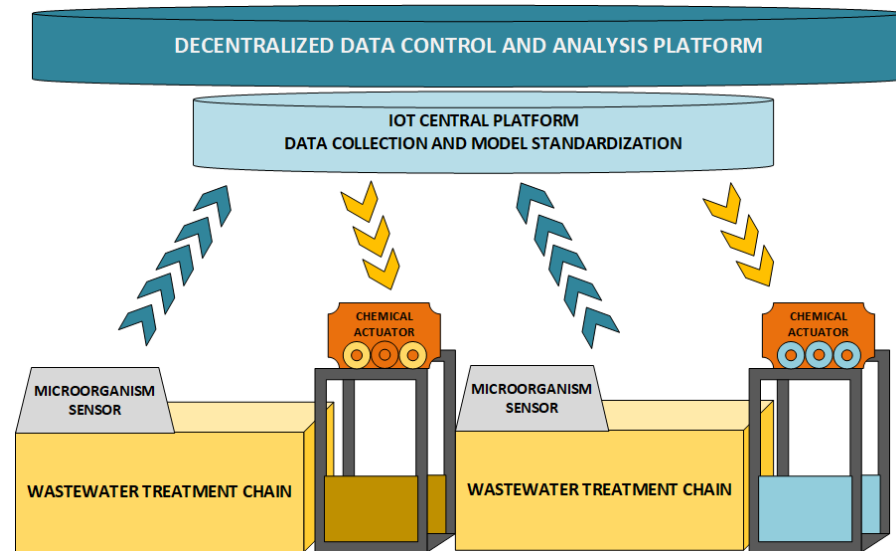 DECENTRALIZED DATA CONTROL AND ANALYSIS PLATFORM
IOT CENTRAL PLATFORM
DATA COLLECTION AND MODEL STANDARDIZATION
CHEMICAL
ACTUATOR
CHEMICAL
ACTUATOR
MICROORGANISM
SENSOR
MICROORGANISM
SENSOR
WASTEWATER TREATMENT CHAIN
WASTEWATER TREATMENT CHAIN